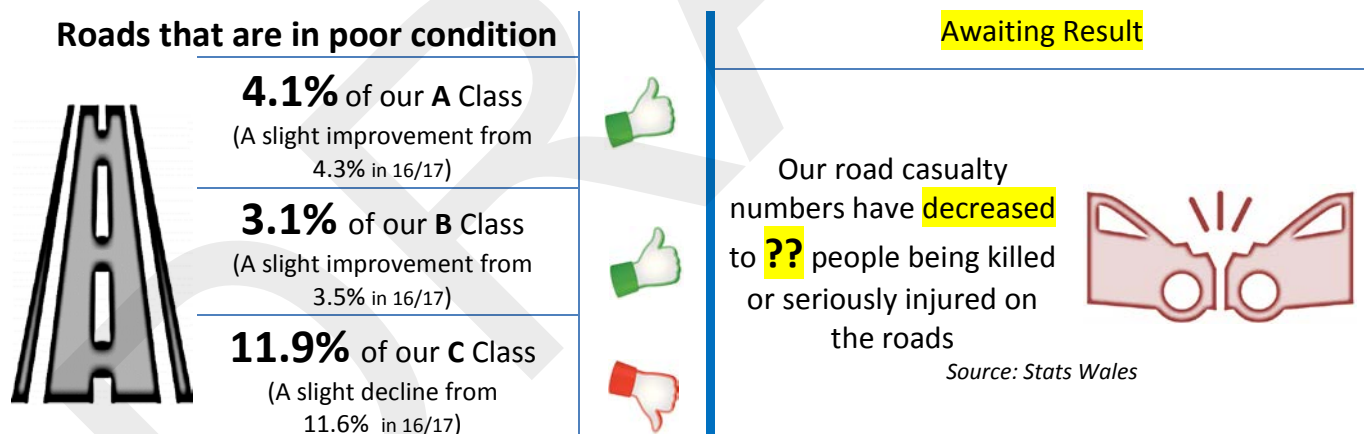 Roads that are in poor condition
4.1% of our A Class
(A slight improvement from
4.3% in 16/17)
3.1% of our B Class
(A slight improvement from
3.5% in 16/17)
11.9% of our C Class
(A slight decline from
11.6% in 16/17)
Awaiting Result
Our road casualty
numbers have decreased
to ?? people being killed
or seriously injured on
the roads
Source: Stats Wales